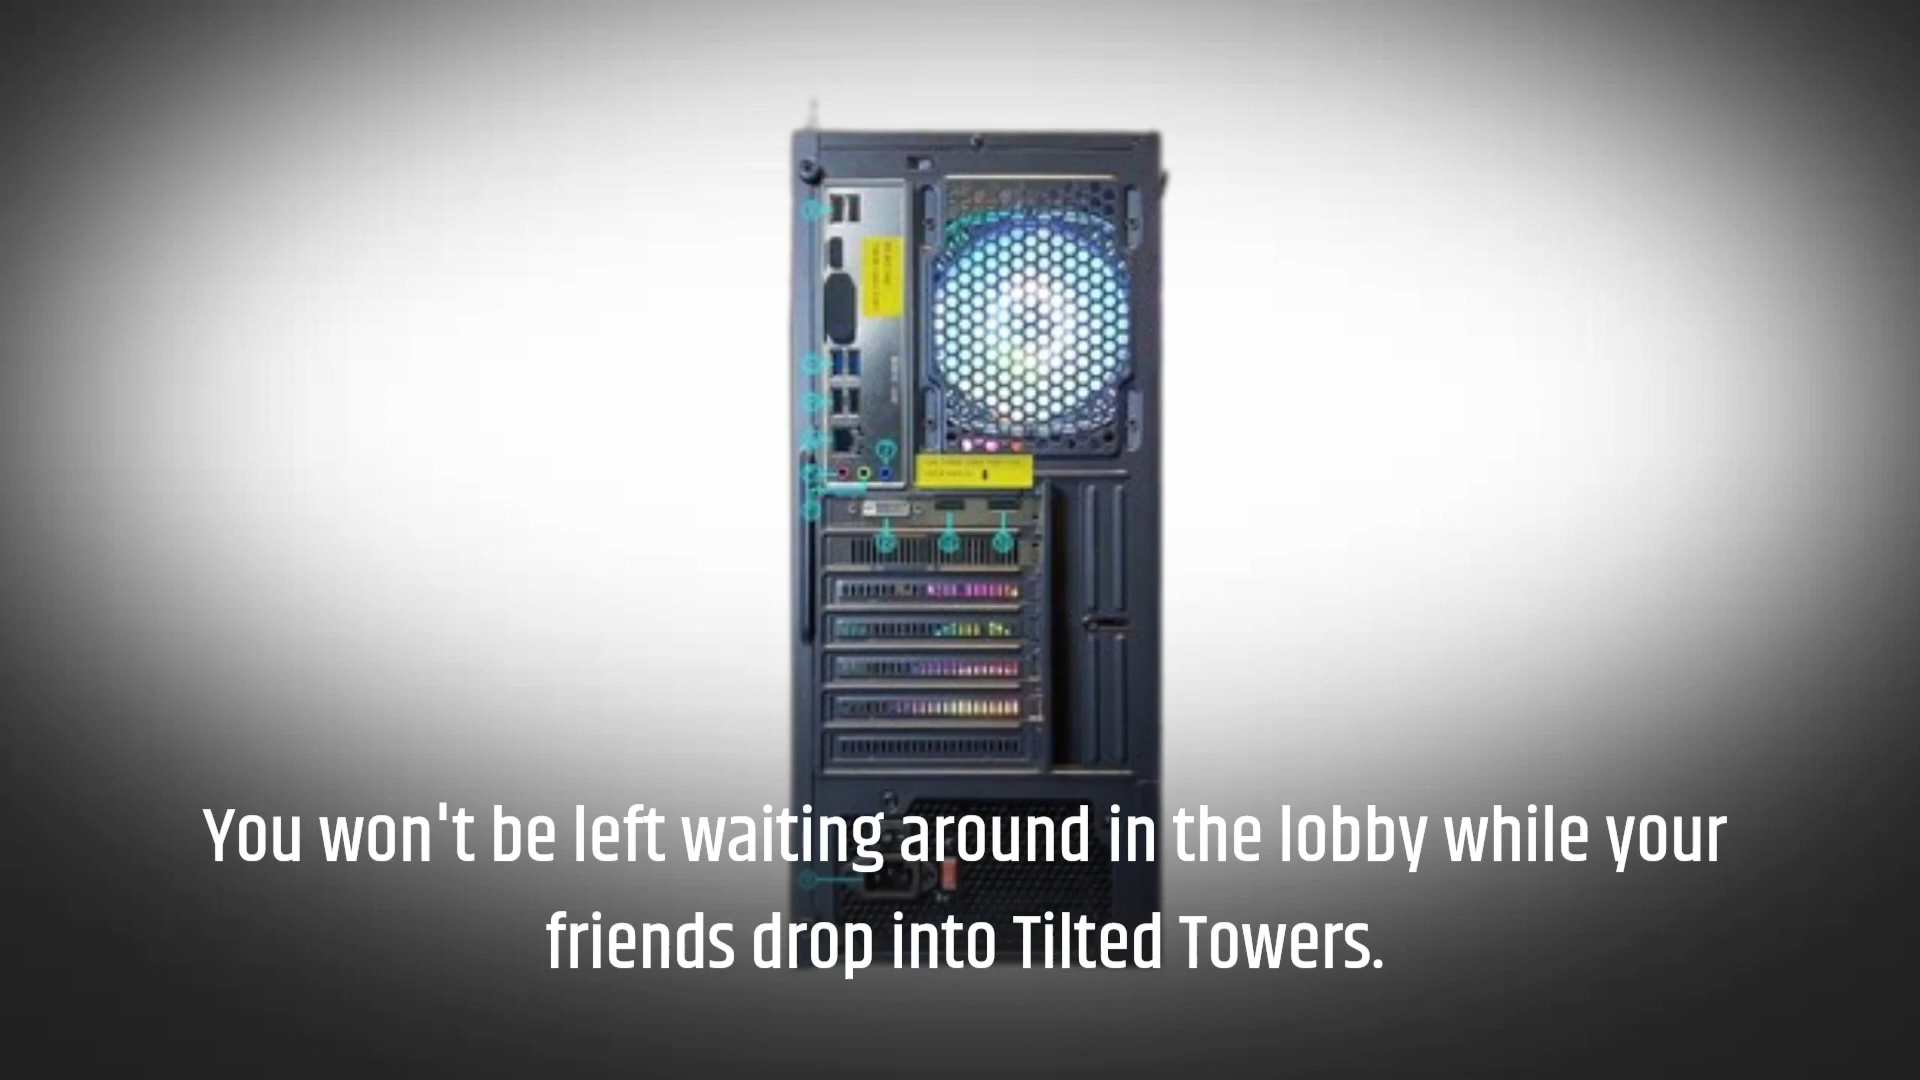 You won't be left waiting around in the lobby while your
friends drop into Tilted Towers.